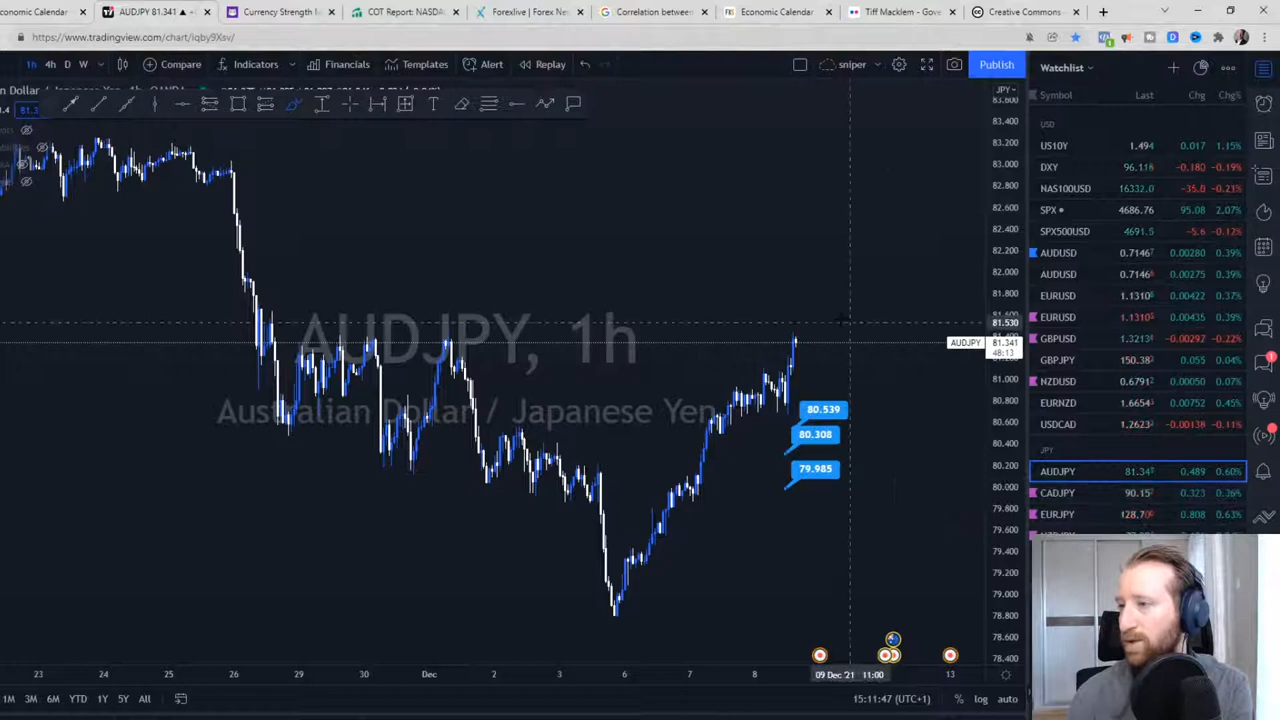 conomic Calendar
AUDJPY 81.341
Currency Strength M
COT Report: NASDA
Forexlive | Forex Ne
Correlation between
Economic Calendar
Tiff Macklem - Gove
Creative Commons
https://www.tradingview.com/chart/iqby9Xsv/
1h 4h D W Compare Indicators Financials Templates Alert Replay sniper Publish
Watchlist
Symbol Last Chg Chg%
USD
US10Y 1.494 0.017 1.15%
DXY 96.116 -0.180 -0.19%
NAS100USD 16332.0 -35.0 -0.21%
SPX 4686.76 95.08 2.07%
SPX500USD 4691.5 -5.6 -0.12%
AUDUSD 0.7146 0.00280 0.39%
AUDUSD 0.7146 0.00275 0.39%
EURUSD 1.1310 0.00422 0.37%
EURUSD 1.1310 0.00435 0.39%
GBPUSD 1.3213 -0.00297 -0.22%
GBPJPY 150.38 0.055 0.04%
NZDUSD 0.6791 0.00050 0.07%
EURNZD 1.6654 0.00752 0.45%
USDCAD 1.2623 -0.00138 -0.11%
JPY
AUDJPY 81.34 0.489 0.60%
CADJPY 90.15 0.323 0.36%
EURJPY 128.70 0.808 0.63%
JPY
83.600
83.400
83.200
83.000
82.800
82.600
82.400
82.200
82.000
81.800
81.530
AUDJPY 81.341
48:13
81.000
80.800
80.600
80.400
80.200
80.000
79.800
79.600
79.400
79.200
79.000
78.800
78.600
78.400
AUDJPY, 1h
Australian Dollar / Japanese Yen
80.539
80.308
79.985
23 24 25 26 28 29 30 Dec 2 3 6 7 8 09 Dec '21 11:00 13
1M 3M 6M YTD 1Y 5Y All
15:11:47 (UTC+1) % log auto